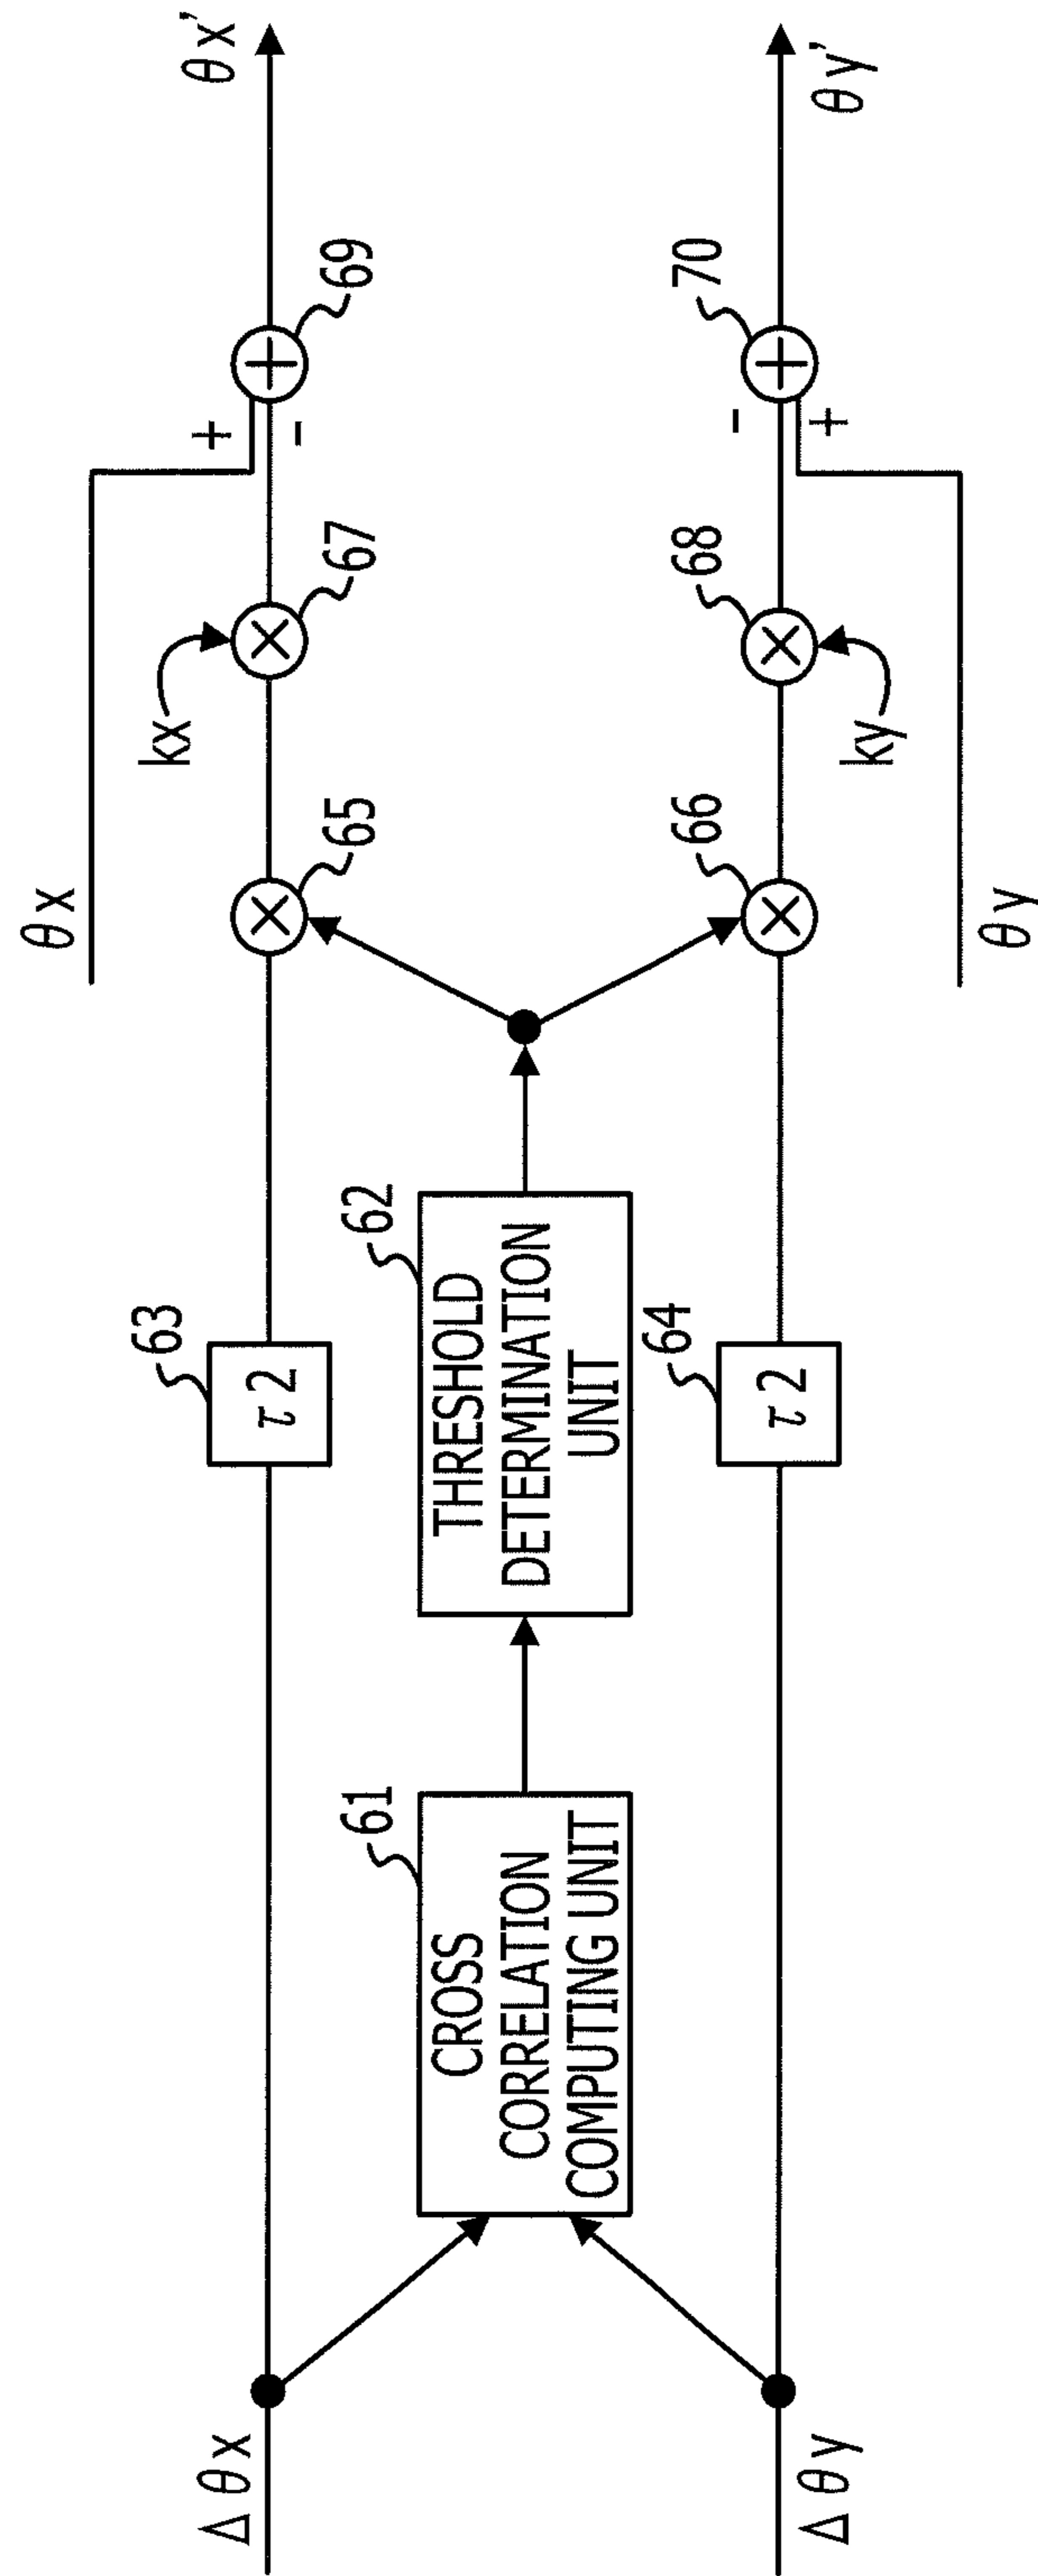 θx
θx'
kx
+
-
69
67
65
Δθx
63
τ2
61
CROSS
CORRELATION
COMPUTING UNIT
62
THRESHOLD
DETERMINATION
UNIT
64
τ2
66
68
70
-
+
ky
Δθy
θy
θy'